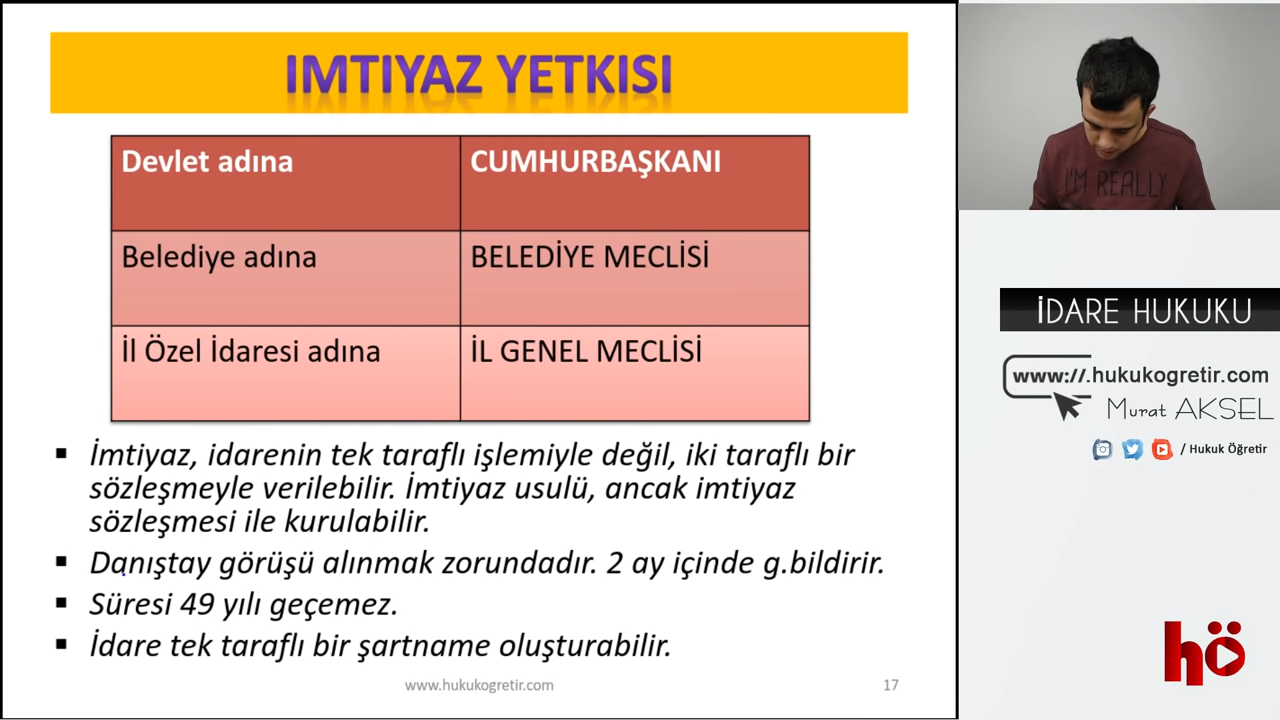 IMTIYAZ YETKISI
Devlet adına
CUMHURBAŞKANI
Belediye adına
BELEDİYE MECLİSİ
İl Özel İdaresi adına
İL GENEL MECLİSİ
İmtiyaz, idarenin tek taraflı işlemiyle değil, iki taraflı bir
sözleşmeyle verilebilir. İmtiyaz usulü, ancak imtiyaz
sözleşmesi ile kurulabilir.
Danıştay görüşü alınmak zorundadır. 2 ay içinde g.bildirir.
Süresi 49 yılı geçemez.
İdare tek taraflı bir şartname oluşturabilir.
www.hukukogretir.com
17
I'M REALLY
İDARE HUKUKU
www://.hukukogretir.com
Murat AKSEL
/ Hukuk Öğretir
hö